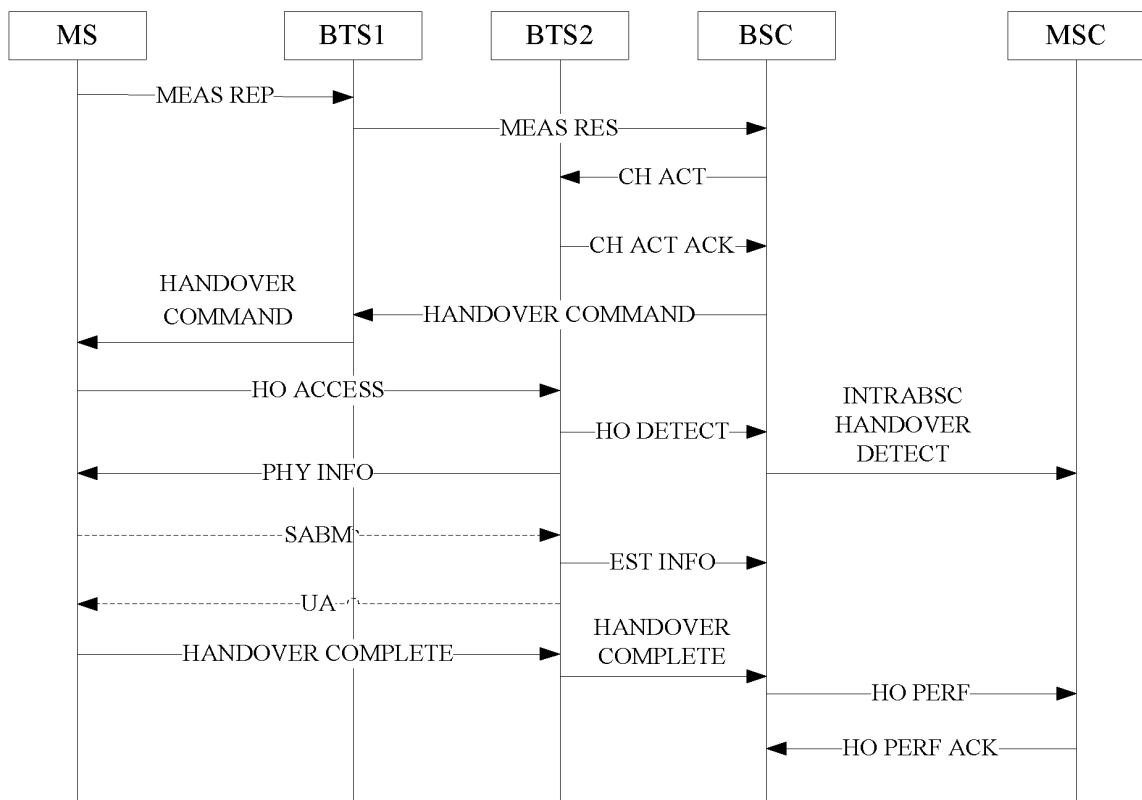 MS
BTS1
BTS2
BSC
MSC
MEAS REP
MEAS RES
CH ACT
CH ACT ACK
HANDOVER
COMMAND
HANDOVER COMMAND
HO ACCESS
INTRABSC
HANDOVER
DETECT
HO DETECT
PHY INFO
SABM
EST INFO
UA
HANDOVER
COMPLETE
HANDOVER COMPLETE
HO PERF
HO PERF ACK